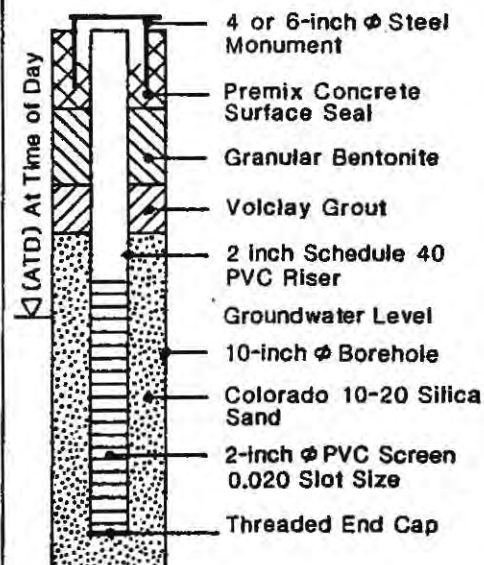 4 or 6-inch ϕ Steel
Monument
Premix Concrete
Surface Seal
Granular Bentonite
Volclay Grout
2 inch Schedule 40
PVC Riser
Groundwater Level
10-inch ϕ Borehole
Colorado 10-20 Silica
Sand
2-inch ϕ PVC Screen
0.020 Slot Size
Threaded End Cap
(ATD) At Time of Day